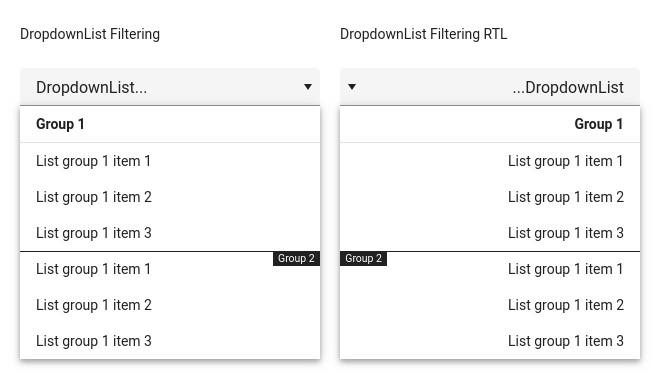 DropdownList Filtering
DropdownList...
Group 1
List group 1 item 1
List group 1 item 2
List group 1 item 3
Group 2
List group 1 item 1
List group 1 item 2
List group 1 item 3
DropdownList Filtering RTL
...DropdownList
Group 1
List group 1 item 1
List group 1 item 2
List group 1 item 3
Group 2
List group 1 item 1
List group 1 item 2
List group 1 item 3